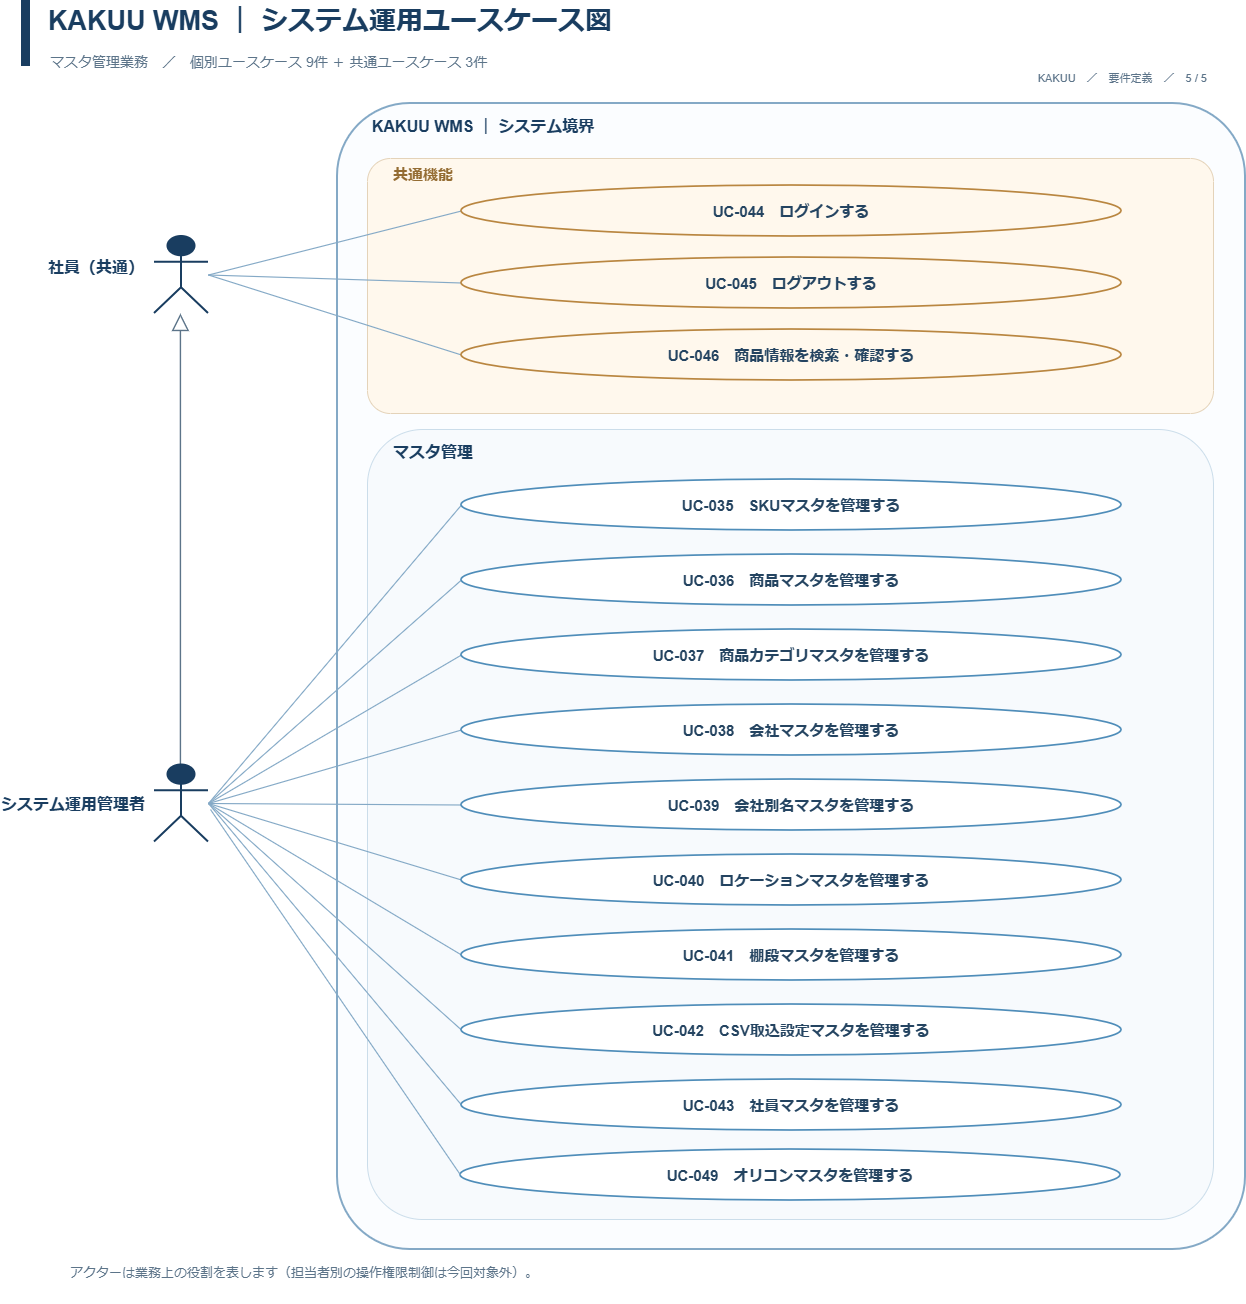 KAKUU WMS ｜ システム運用ユースケース図
マスタ管理業務　／　個別ユースケース 9件 ＋ 共通ユースケース 3件
KAKUU　／　要件定義　／　5 / 5
KAKUU WMS ｜ システム境界
共通機能
UC-044　ログインする
社員（共通）
UC-045　ログアウトする
UC-046　商品情報を検索・確認する
マスタ管理
UC-035　SKUマスタを管理する
UC-036　商品マスタを管理する
UC-037　商品カテゴリマスタを管理する
UC-038　会社マスタを管理する
システム運用管理者
UC-039　会社別名マスタを管理する
UC-040　ロケーションマスタを管理する
UC-041　棚段マスタを管理する
UC-042　CSV取込設定マスタを管理する
UC-043　社員マスタを管理する
UC-049　オリコンマスタを管理する
アクターは業務上の役割を表します（担当者別の操作権限制御は今回対象外）。